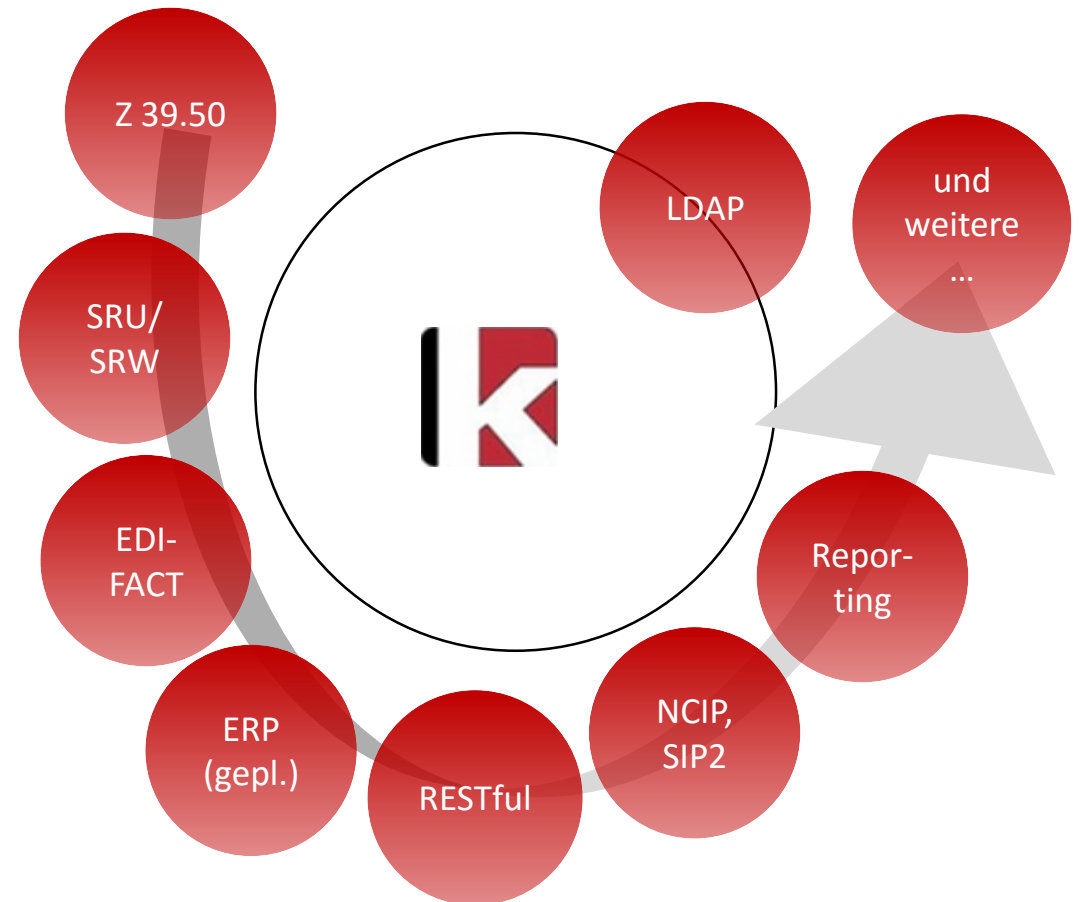 Z 39.50
SRU/
SRW
EDI-
FACT
ERP
(gepl.)
RESTful
NCIP,
SIP2
Repor-
ting
LDAP
und
weitere
...